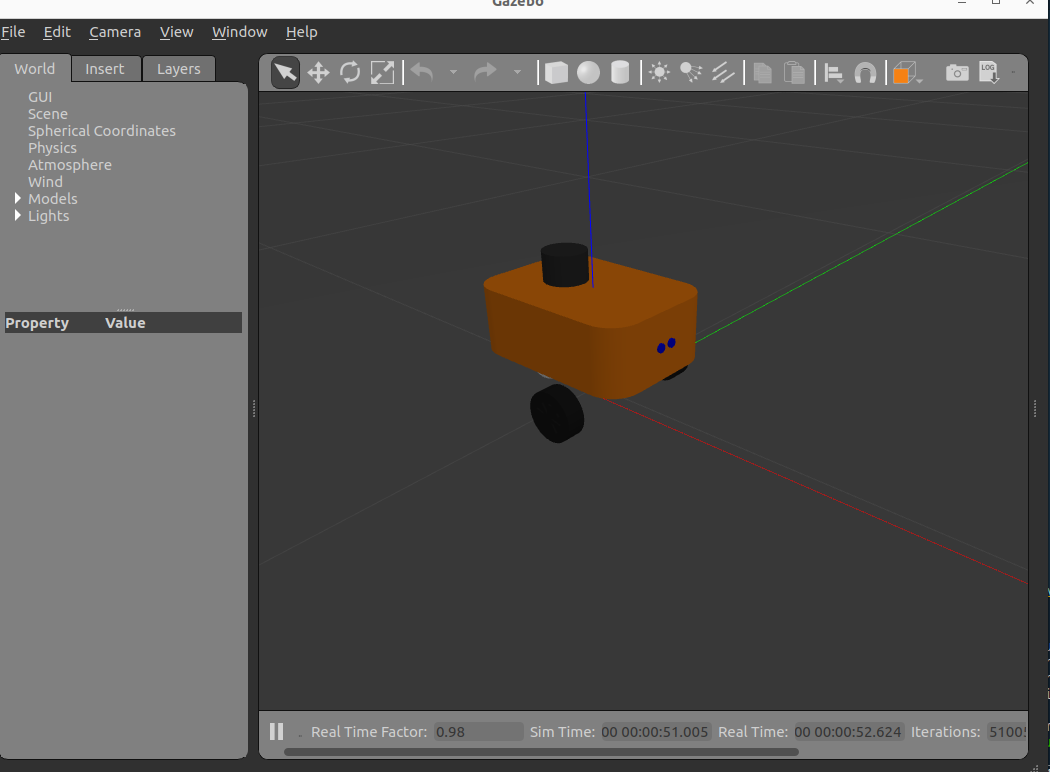 Gazebo
File Edit Camera View Window Help
World Insert Layers
LOG
GUI
Scene
Spherical Coordinates
Physics
Atmosphere
Wind
Models
Lights
Property Value
Real Time Factor: 0.98 Sim Time: 00 00:00:51.005 Real Time: 00 00:00:52.624 Iterations: 5100